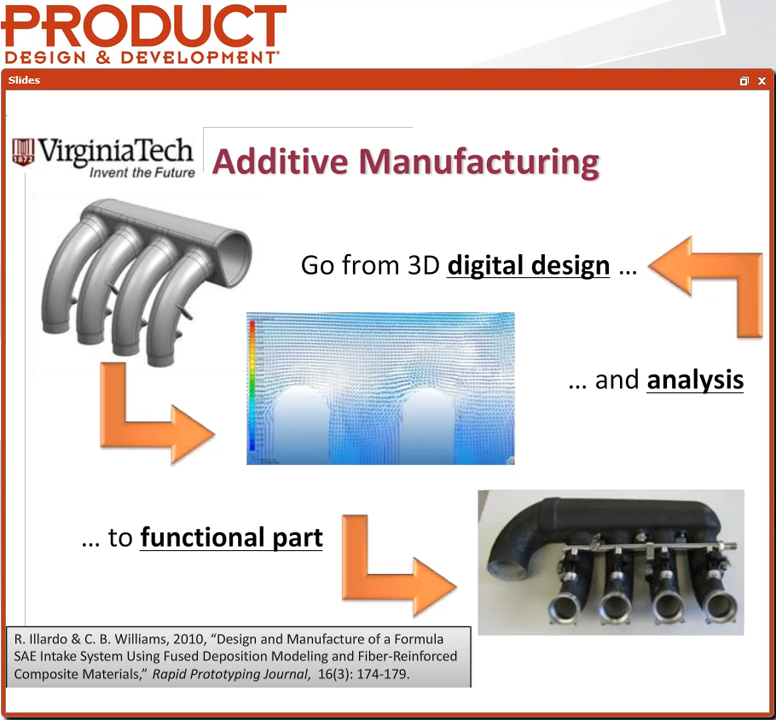 PRODUCT
DESIGN & DEVELOPMENT
Slides
1872
VirginiaTech
Invent the Future
Additive Manufacturing
Go from 3D digital design ...
... and analysis
... to functional part
R. Illardo & C. B. Williams, 2010, “Design and Manufacture of a Formula
SAE Intake System Using Fused Deposition Modeling and Fiber-Reinforced
Composite Materials,” Rapid Prototyping Journal, 16(3): 174-179.